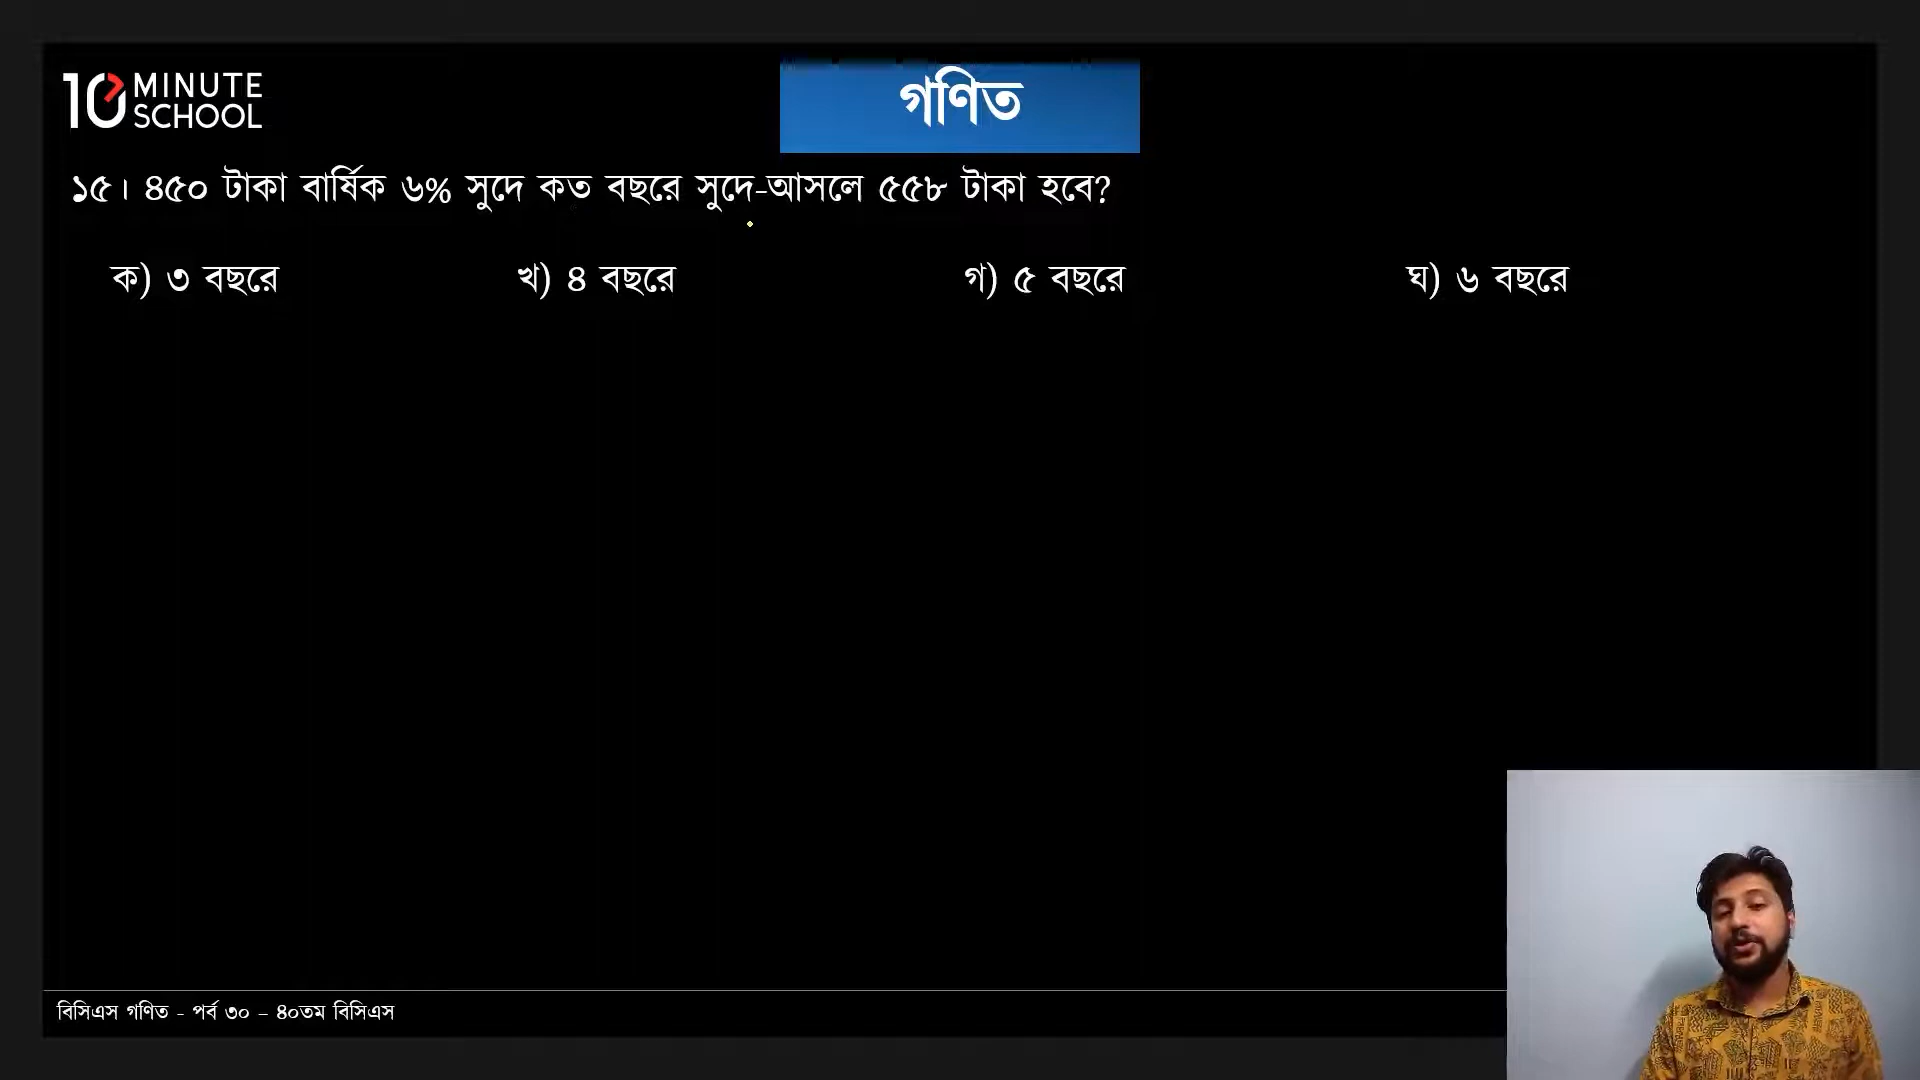 10 MINUTE
SCHOOL
গণিত
১৫। ৪৫০ টাকা বার্ষিক ৬% সুদে কত বছরে সুদে-আসলে ৫৫৮ টাকা হবে?
ক) ৩ বছরে খ) ৪ বছরে গ) ৫ বছরে ঘ) ৬ বছরে
বিসিএস গণিত - পর্ব ৩০ – ৪০তম বিসিএস